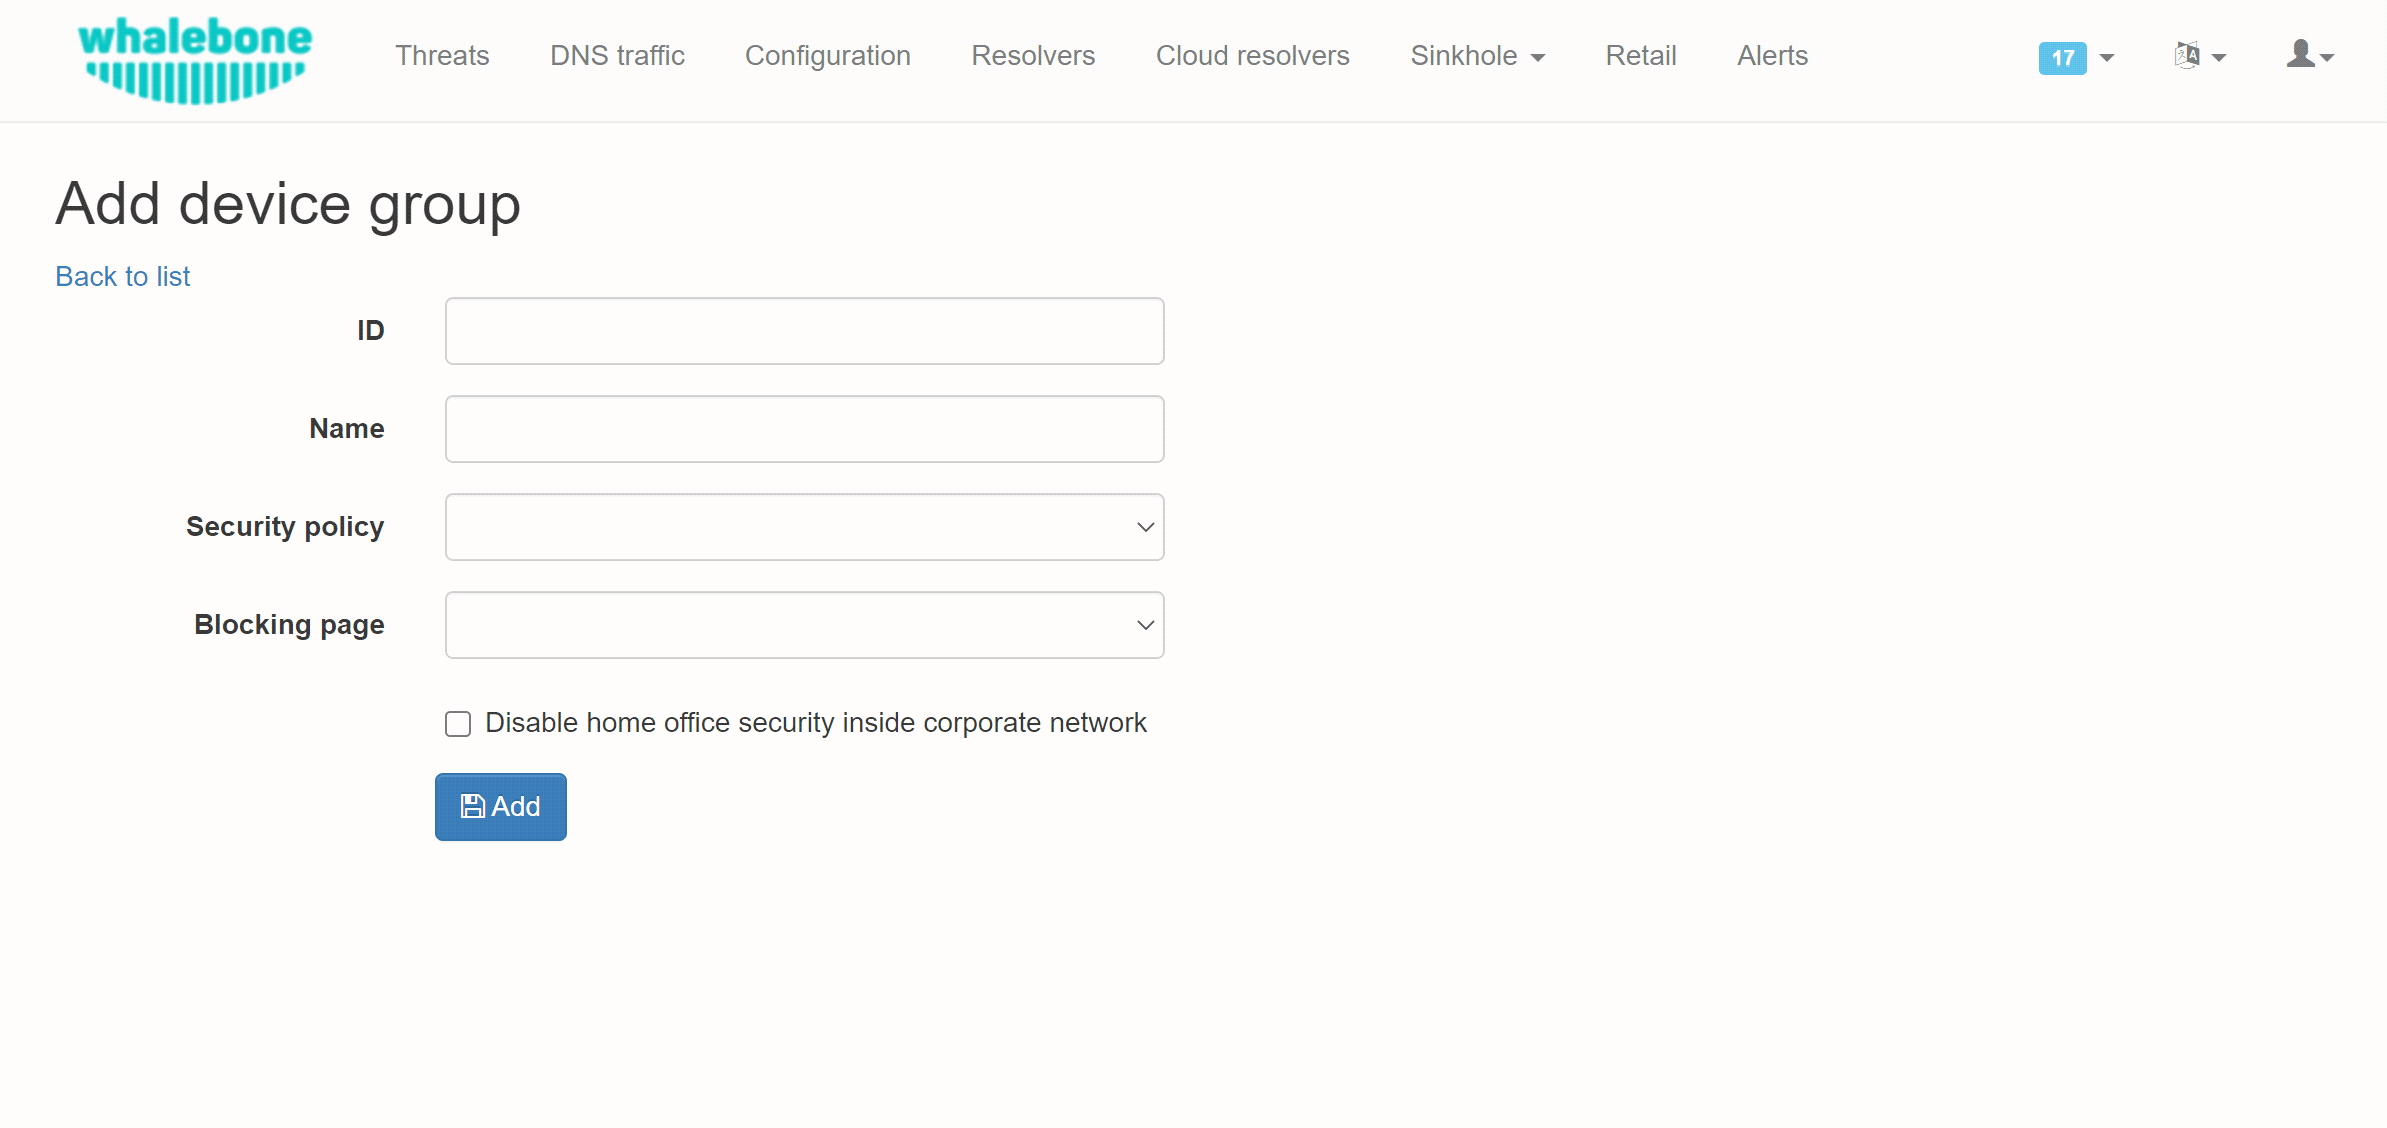 whalebone
Threats DNS traffic Configuration Resolvers Cloud resolvers Sinkhole Retail Alerts 17
Add device group
Back to list
ID
Name
Security policy
Blocking page
Disable home office security inside corporate network
Add